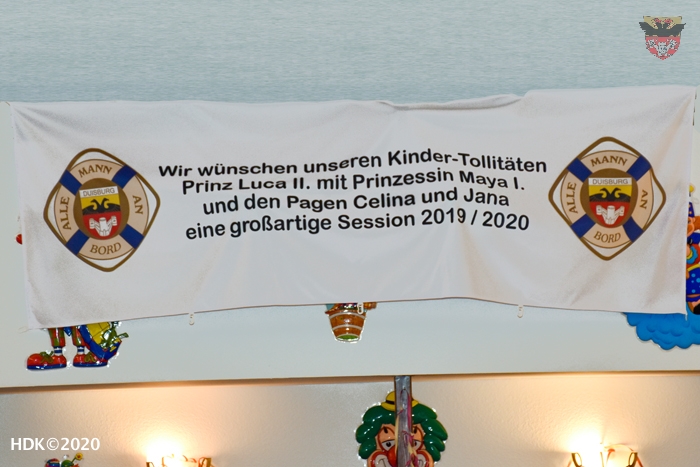 Wir wünschen unseren Kinder-Tollitäten
Prinz Luca II. mit Prinzessin Maya I.
und den Pagen Celina und Jana
eine großartige Session 2019 / 2020
ALLE MANN AN BORD
DUISBURG
ALLE MANN AN BORD
DUISBURG
HDK©2020